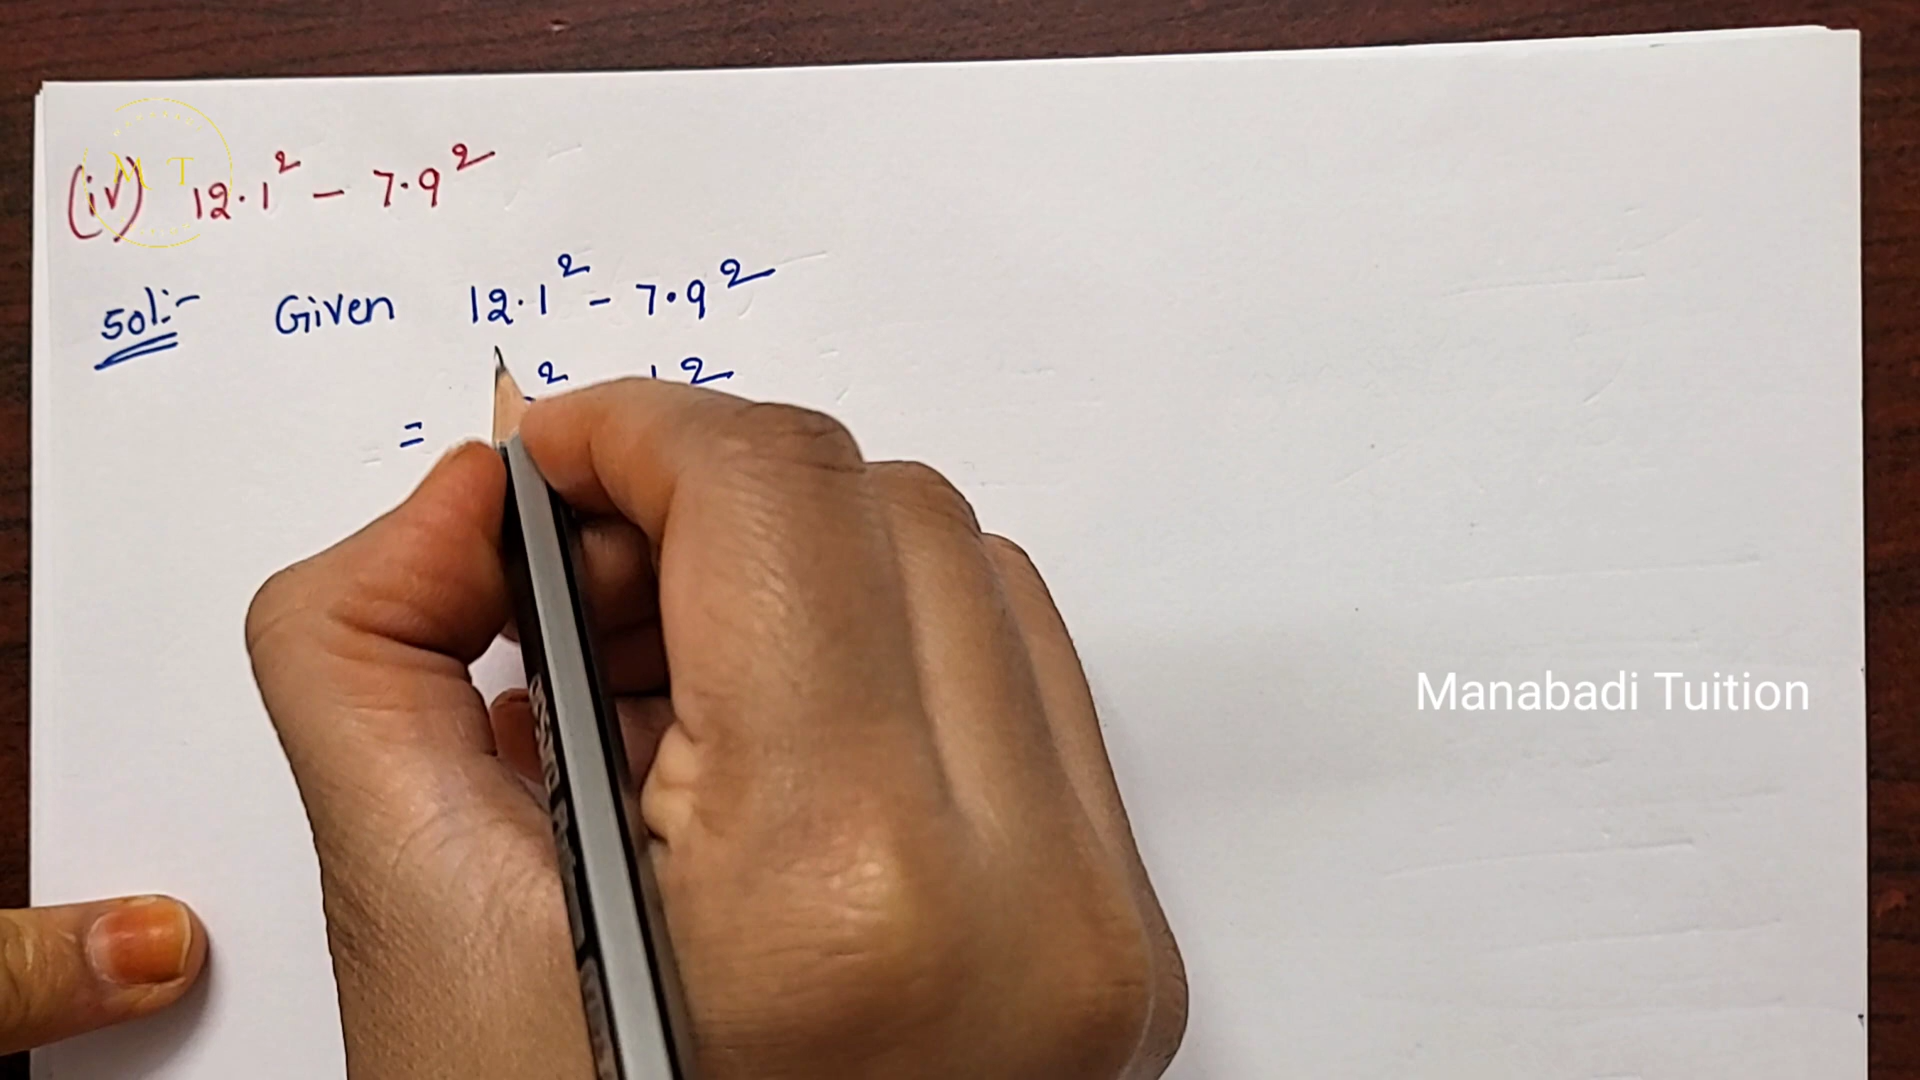 M T
(iv) 12.1² - 7.9²
Sol:- Given 12.1² - 7.9²
=
Manabadi Tuition